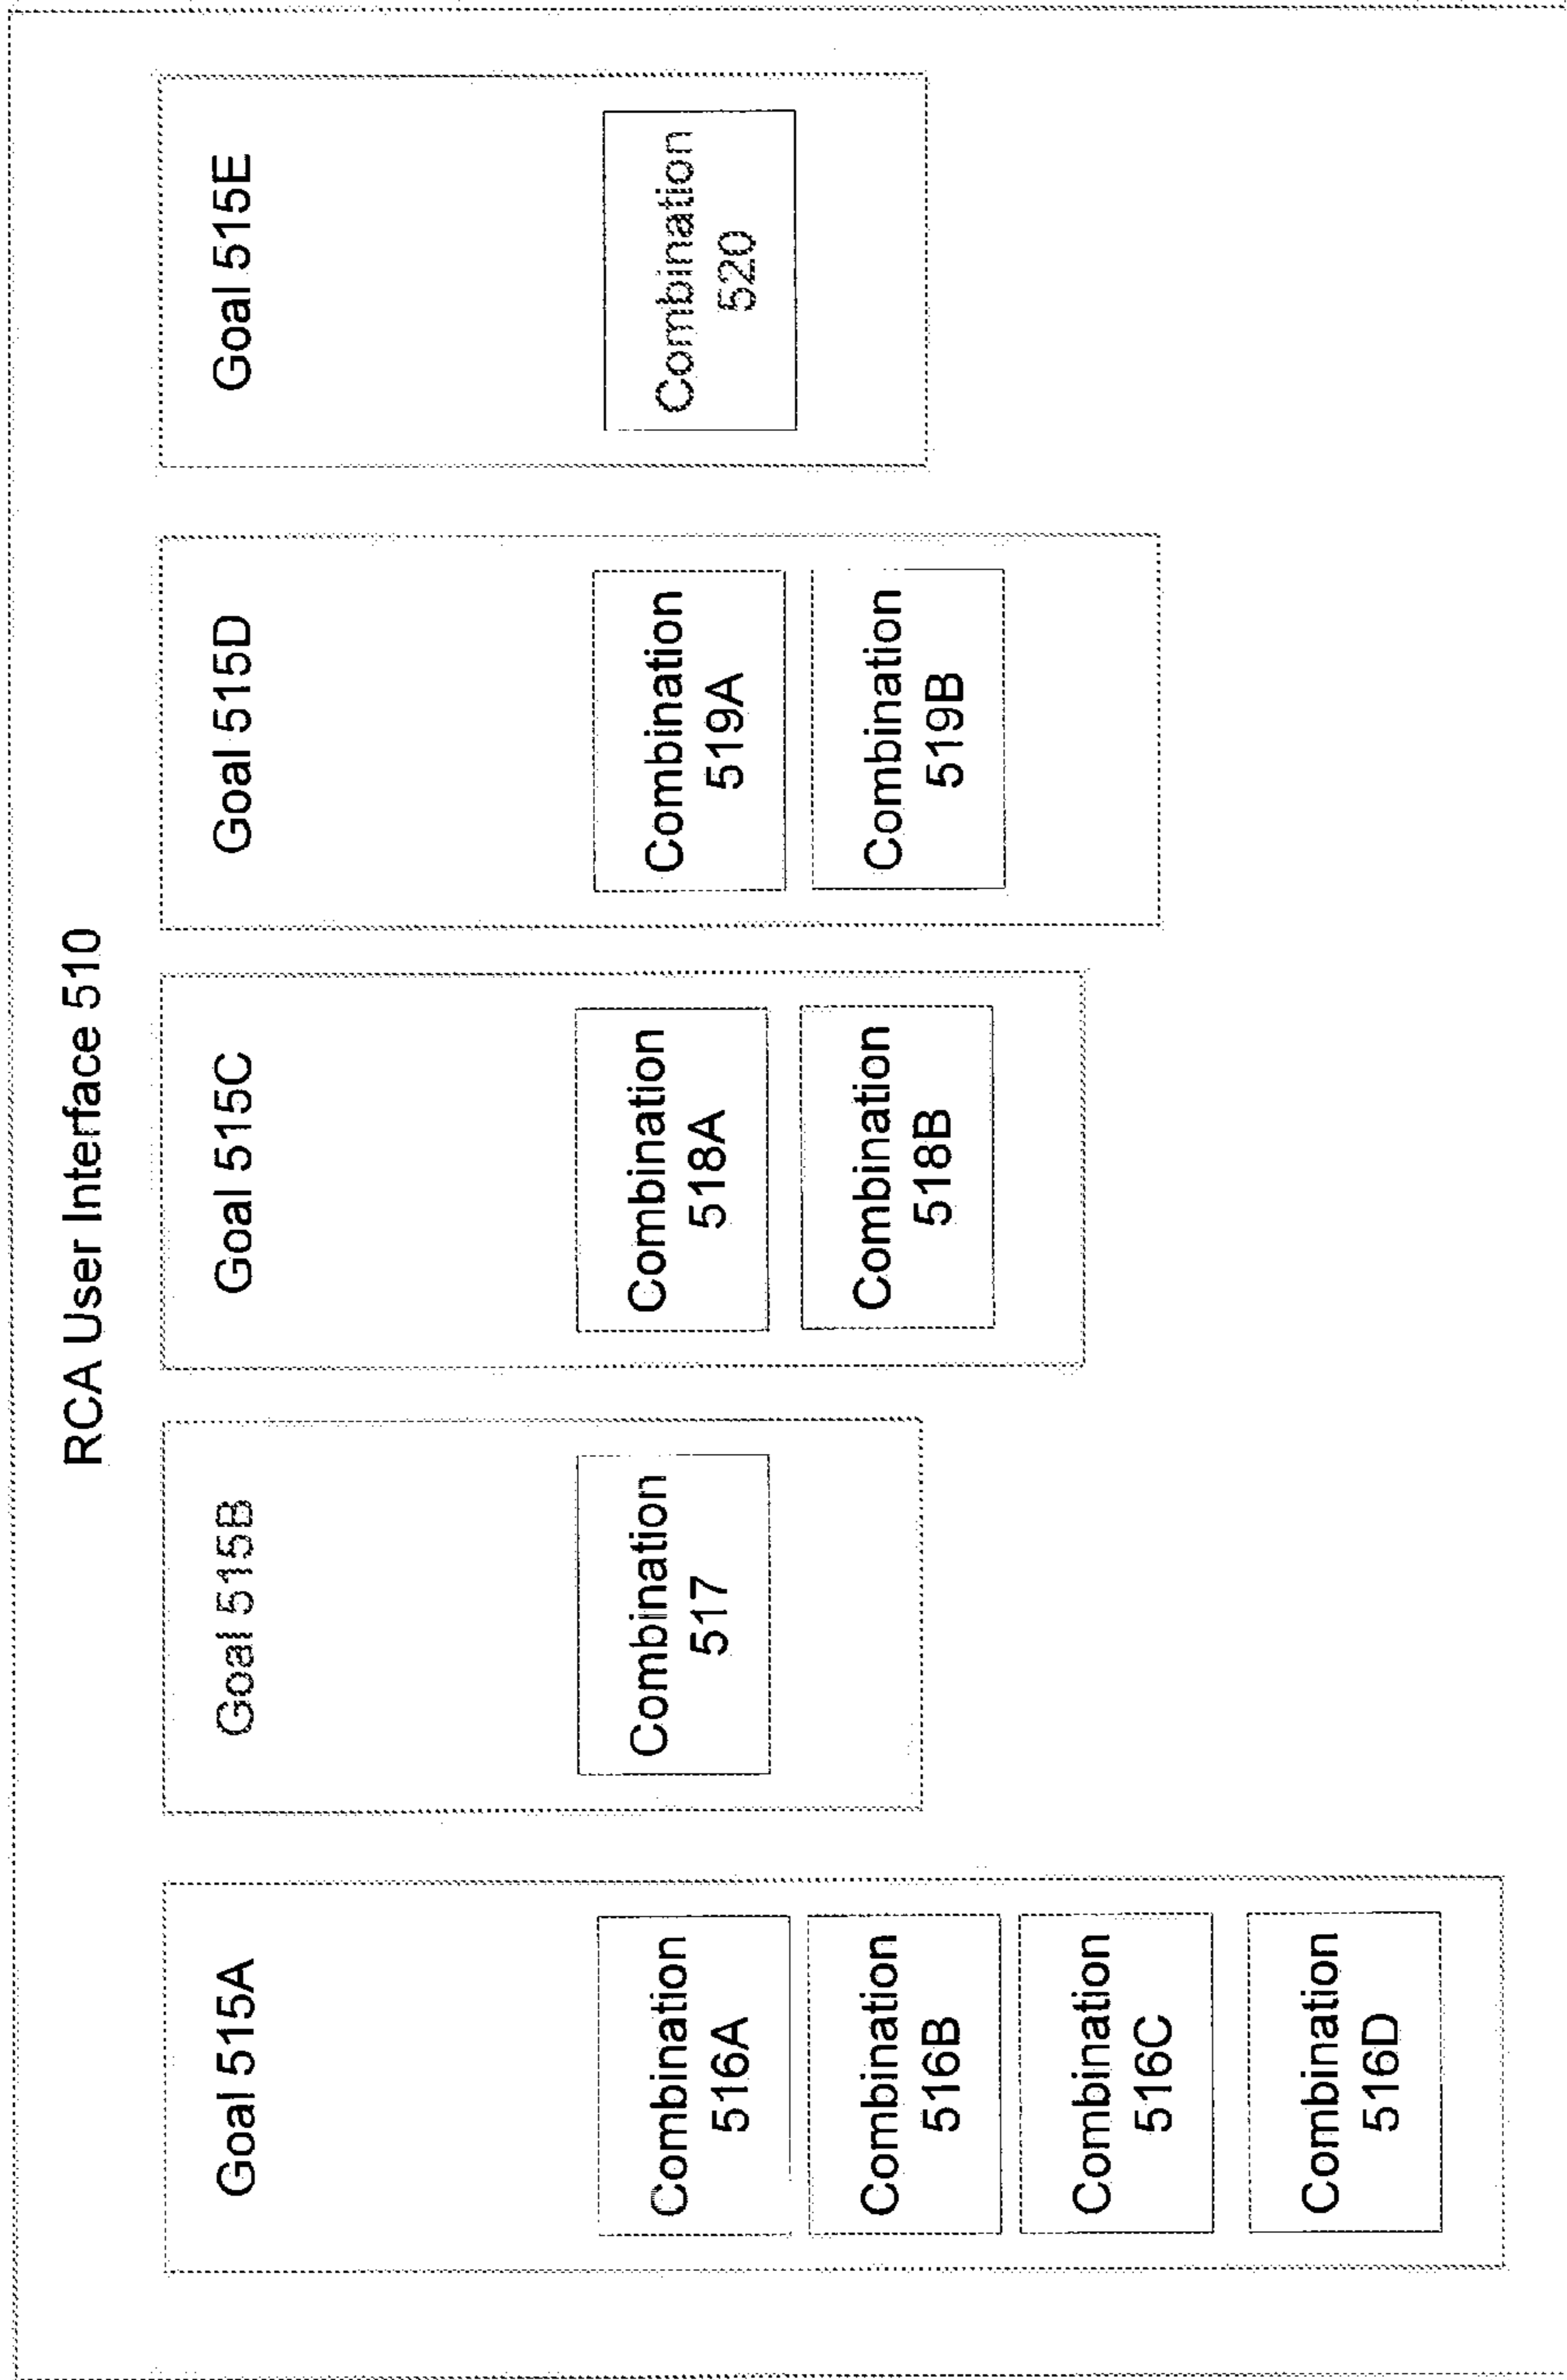 RCA User Interface 510
Goal 515A
Combination
516A
Combination
516B
Combination
516C
Combination
516D
Goal 515B
Combination
517
Goal 515C
Combination
518A
Combination
518B
Goal 515D
Combination
519A
Combination
519B
Goal 515E
Combination
520